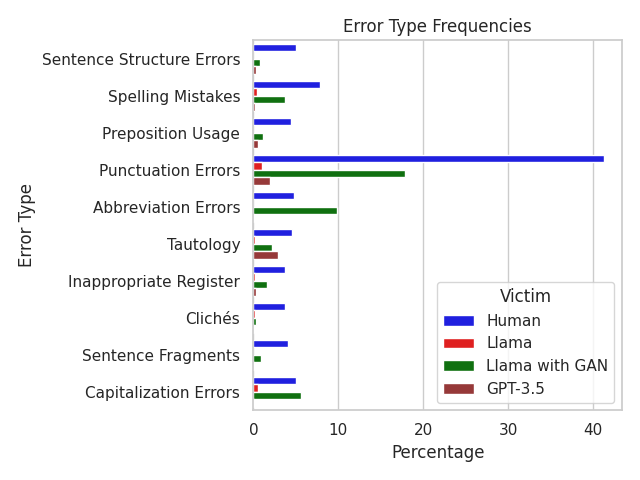 Error Type Frequencies
Sentence Structure Errors
Spelling Mistakes
Preposition Usage
Punctuation Errors
Abbreviation Errors
Tautology
Inappropriate Register
Clichés
Sentence Fragments
Capitalization Errors
Error Type
Victim
Human
Llama
Llama with GAN
GPT-3.5
0 10 20 30 40
Percentage